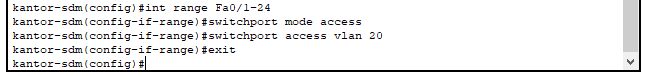 kantor-sdm(config)#int range Fa0/1-24
kantor-sdm(config-if-range)#switchport mode access
kantor-sdm(config-if-range)#switchport access vlan 20
kantor-sdm(config-if-range)#exit
kantor-sdm(config)#